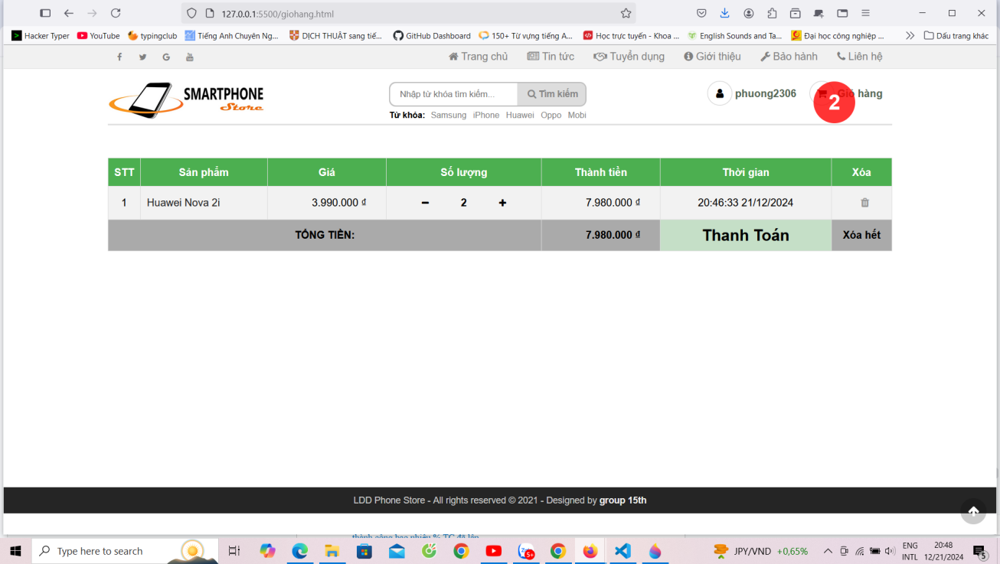 127.0.0.1:5500/giohang.html
Hacker Typer YouTube typingclub Tiếng Anh Chuyên Ng... DỊCH THUẬT sang tiế... GitHub Dashboard 150+ Từ vựng tiếng A... Học trực tuyến - Khoa ... English Sounds and Ta... Đại học công nghiệp ... Dấu trang khác
Trang chủ Tin tức Tuyển dụng Giới thiệu Bảo hành Liên hệ
SMARTPHONE
Store
Nhập từ khóa tìm kiếm... Tìm kiếm
Từ khóa: Samsung iPhone Huawei Oppo Mobi
phuong2306 Giỏ hàng
2
STT Sản phẩm Giá Số lượng Thành tiền Thời gian Xóa
1 Huawei Nova 2i 3.990.000 ₫ − 2 + 7.980.000 ₫ 20:46:33 21/12/2024
TỔNG TIỀN: 7.980.000 ₫ Thanh Toán Xóa hết
LDD Phone Store - All rights reserved © 2021 - Designed by group 15th
Type here to search
JPY/VND +0,65%
ENG
INTL
20:48
12/21/2024
5+
5